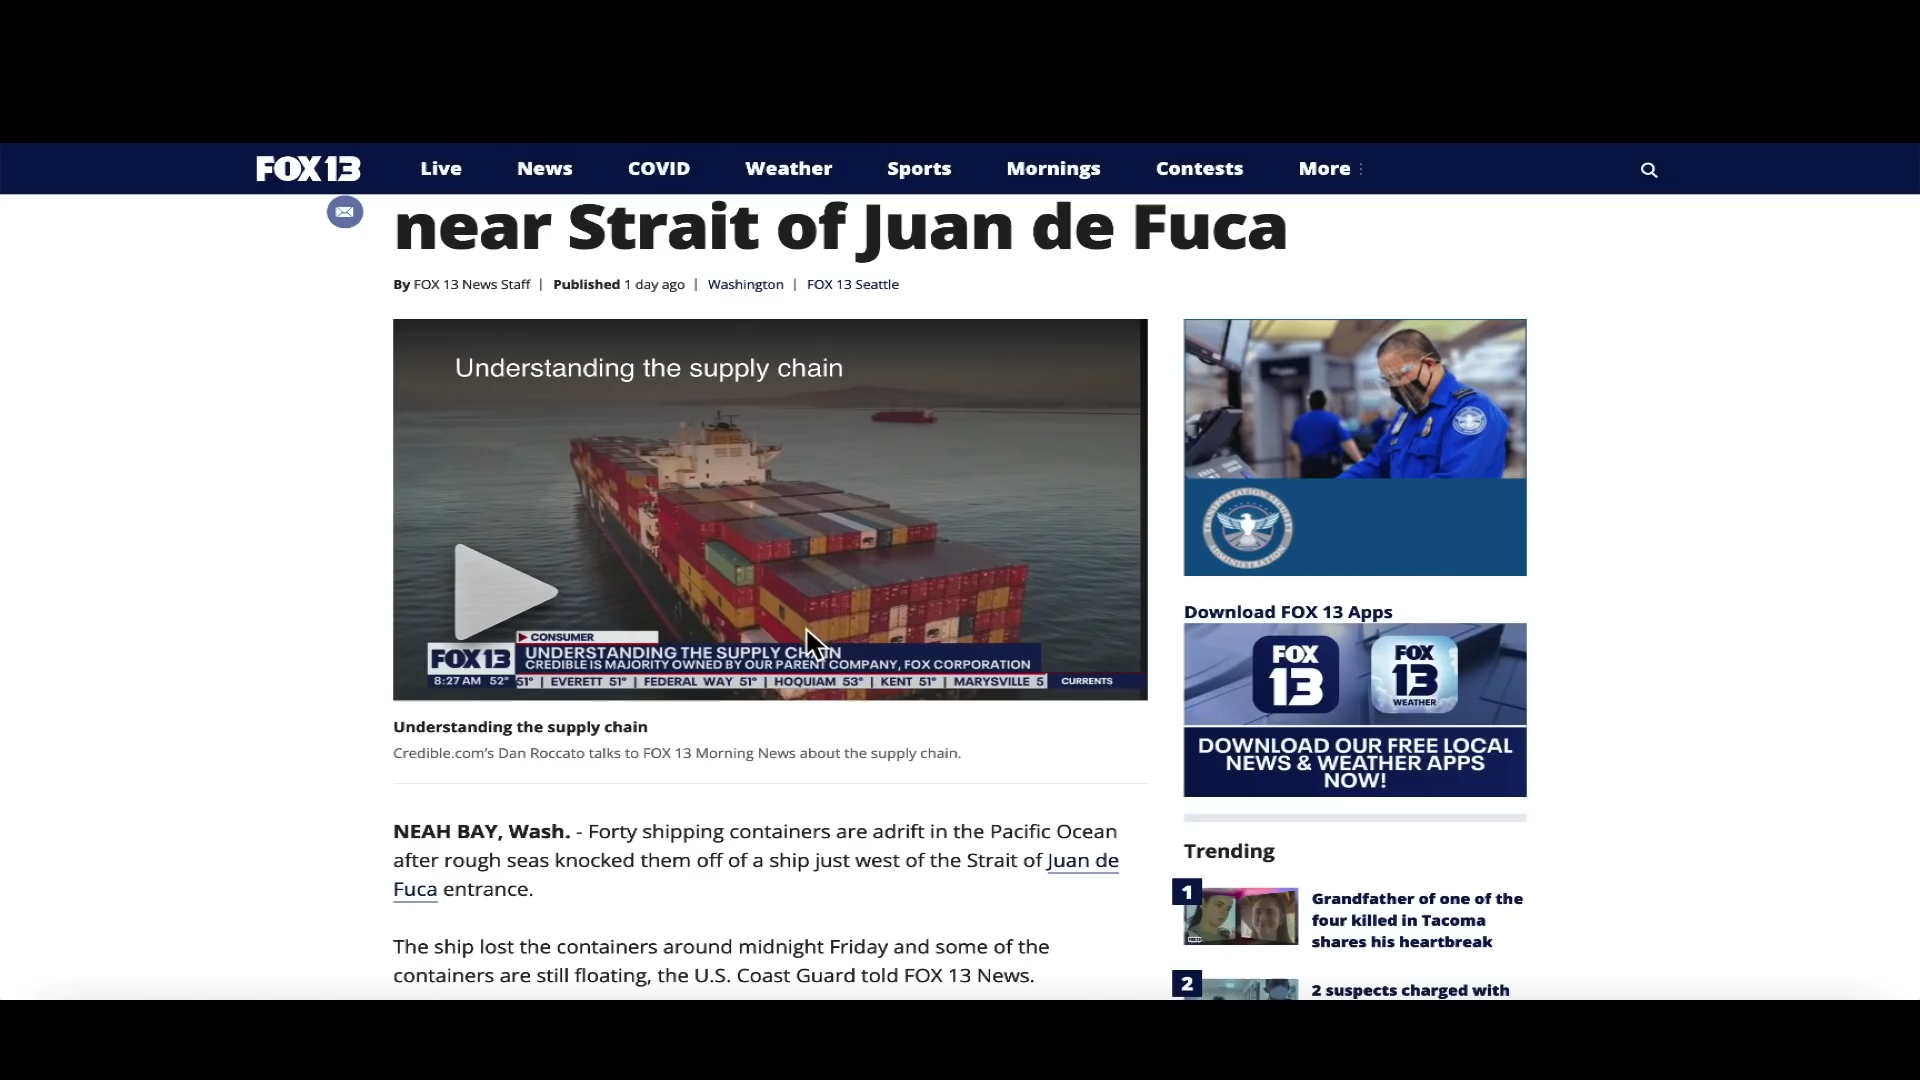 FOX 13 Live News COVID Weather Sports Mornings Contests More
near Strait of Juan de Fuca
By FOX 13 News Staff | Published 1 day ago | Washington | FOX 13 Seattle
Understanding the supply chain
CONSUMER
FOX 13
UNDERSTANDING THE SUPPLY CHAIN
CREDIBLE IS MAJORITY OWNED BY OUR PARENT COMPANY, FOX CORPORATION
8:27 AM 52° 51° | EVERETT 51° | FEDERAL WAY 51° | HOQUIAM 53° | KENT 51° | MARYSVILLE 5 CURRENTS
Understanding the supply chain
Credible.com's Dan Roccato talks to FOX 13 Morning News about the supply chain.
NEAH BAY, Wash. - Forty shipping containers are adrift in the Pacific Ocean
after rough seas knocked them off of a ship just west of the Strait of Juan de
Fuca entrance.
The ship lost the containers around midnight Friday and some of the
containers are still floating, the U.S. Coast Guard told FOX 13 News.
TRANSPORTATION SECURITY
ADMINISTRATION
Download FOX 13 Apps
FOX
13
FOX
13
WEATHER
DOWNLOAD OUR FREE LOCAL
NEWS & WEATHER APPS
NOW!
Trending
1
Grandfather of one of the
four killed in Tacoma
shares his heartbreak
2
2 suspects charged with